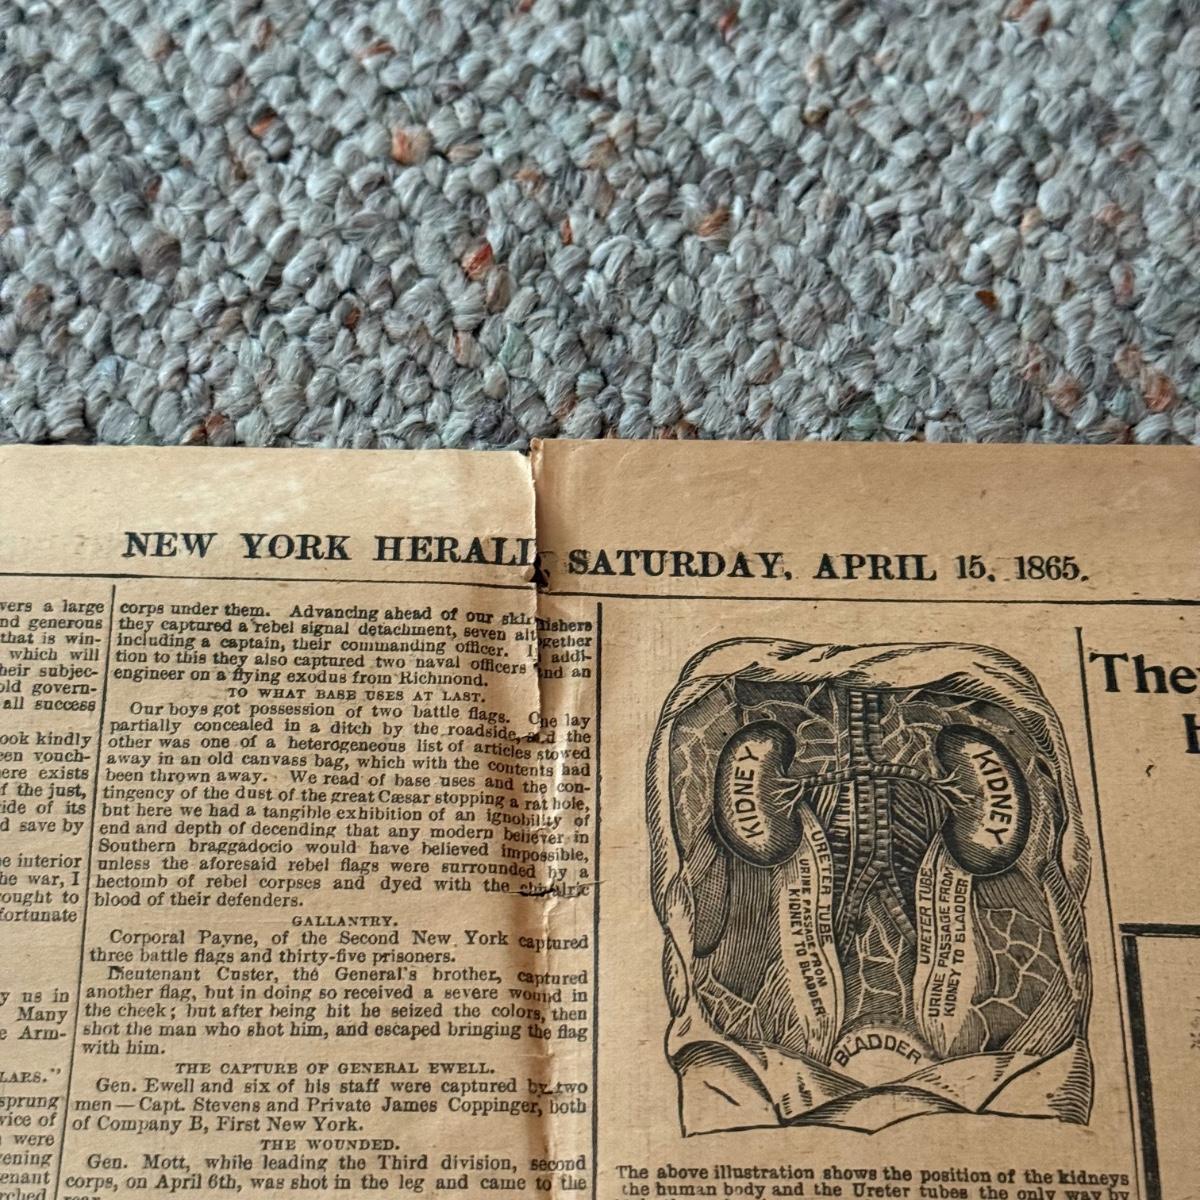 NEW YORK HERALD, SATURDAY, APRIL 15, 1865.
vers a large
nd generous
that is win-
which will
heir subjec-
old govern-
all success
ook kindly
een vouch-
ere exists
f the just,
ide of its
d save by
e interior
he war, I
ought to
fortunate
y us in
Many
e Arm-
LARS."
sprung
vice of
were
ening
enant
corps under them. Advancing ahead of our skirmishers
they captured a rebel signal detachment, seven altogether
including a captain, their commanding officer. In addi-
tion to this they also captured two naval officers and an
engineer on a flying exodus from Richmond.
TO WHAT BASE USES AT LAST.
Our boys got possession of two battle flags. One lay
partially concealed in a ditch by the roadside, and the
other was one of a heterogeneous list of articles stowed
away in an old canvass bag, which with the contents had
been thrown away. We read of base uses and the con-
tingency of the dust of the great Cæsar stopping a rat hole,
but here we had a tangible exhibition of an ignobility of
end and depth of decending that any modern believer in
Southern braggadocio would have believed impossible,
unless the aforesaid rebel flags were surrounded by a
hectomb of rebel corpses and dyed with the chivalric
blood of their defenders.
GALLANTRY.
Corporal Payne, of the Second New York captured
three battle flags and thirty-five prisoners.
Lieutenant Custer, the General's brother, captured
another flag, but in doing so received a severe wound in
the cheek; but after being hit he seized the colors, then
shot the man who shot him, and escaped bringing the flag
with him.
THE CAPTURE OF GENERAL EWELL.
Gen. Ewell and six of his staff were captured by two
men — Capt. Stevens and Private James Coppinger, both
of Company B, First New York.
THE WOUNDED.
Gen. Mott, while leading the Third division, second
corps, on April 6th, was shot in the leg and came to the
KIDNEY
KIDNEY
URETER TUBE
URINE PASSAGE FROM
KIDNEY TO BLADDER
URETER TUBE
URINE PASSAGE FROM
KIDNEY TO BLADDER
BLADDER
The above illustration shows the position of the kidneys
the human body and the Ureter tubes the only way
The